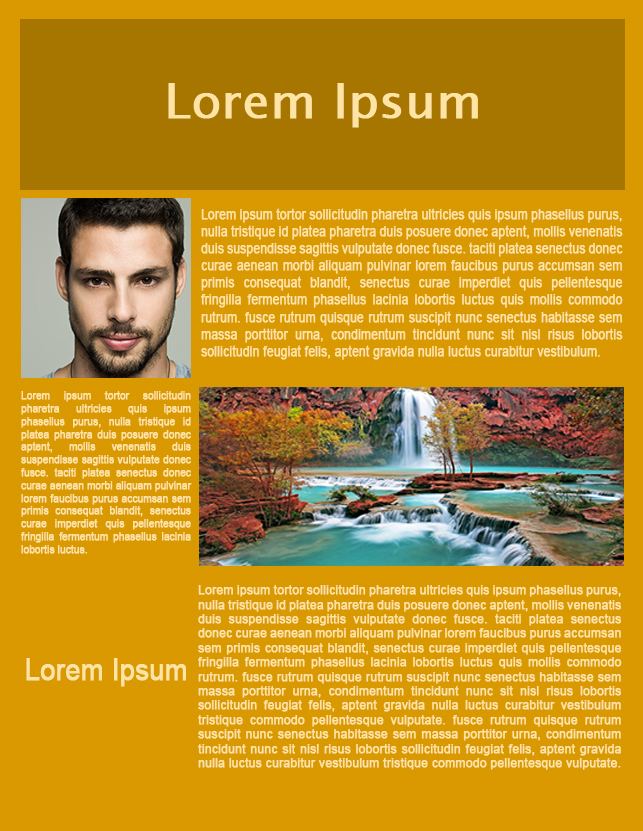 Lorem Ipsum
Lorem ipsum tortor sollicitudin pharetra ultricies quis ipsum phasellus purus,
nulla tristique id platea pharetra duis posuere donec aptent, mollis venenatis
duis suspendisse sagittis vulputate donec fusce. taciti platea senectus donec
curae aenean morbi aliquam pulvinar lorem faucibus purus accumsan sem
primis consequat blandit, senectus curae imperdiet quis pellentesque
fringilla fermentum phasellus lacinia lobortis luctus quis mollis commodo
rutrum. fusce rutrum quisque rutrum suscipit nunc senectus habitasse sem
massa porttitor urna, condimentum tincidunt nunc sit nisl risus lobortis
sollicitudin feugiat felis, aptent gravida nulla luctus curabitur vestibulum.
Lorem ipsum tortor sollicitudin
pharetra ultricies quis ipsum
phasellus purus, nulla tristique id
platea pharetra duis posuere donec
aptent, mollis venenatis duis
suspendisse sagittis vulputate donec
fusce. taciti platea senectus donec
curae aenean morbi aliquam pulvinar
lorem faucibus purus accumsan sem
primis consequat blandit, senectus
curae imperdiet quis pellentesque
fringilla fermentum phasellus lacinia
lobortis luctus.
Lorem Ipsum
Lorem ipsum tortor sollicitudin pharetra ultricies quis ipsum phasellus purus,
nulla tristique id platea pharetra duis posuere donec aptent, mollis venenatis
duis suspendisse sagittis vulputate donec fusce. taciti platea senectus
donec curae aenean morbi aliquam pulvinar lorem faucibus purus accumsan
sem primis consequat blandit, senectus curae imperdiet quis pellentesque
fringilla fermentum phasellus lacinia lobortis luctus quis mollis commodo
rutrum. fusce rutrum quisque rutrum suscipit nunc senectus habitasse sem
massa porttitor urna, condimentum tincidunt nunc sit nisl risus lobortis
sollicitudin feugiat felis, aptent gravida nulla luctus curabitur vestibulum
tristique commodo pellentesque vulputate. fusce rutrum quisque rutrum
suscipit nunc senectus habitasse sem massa porttitor urna, condimentum
tincidunt nunc sit nisl risus lobortis sollicitudin feugiat felis, aptent gravida
nulla luctus curabitur vestibulum tristique commodo pellentesque vulputate.